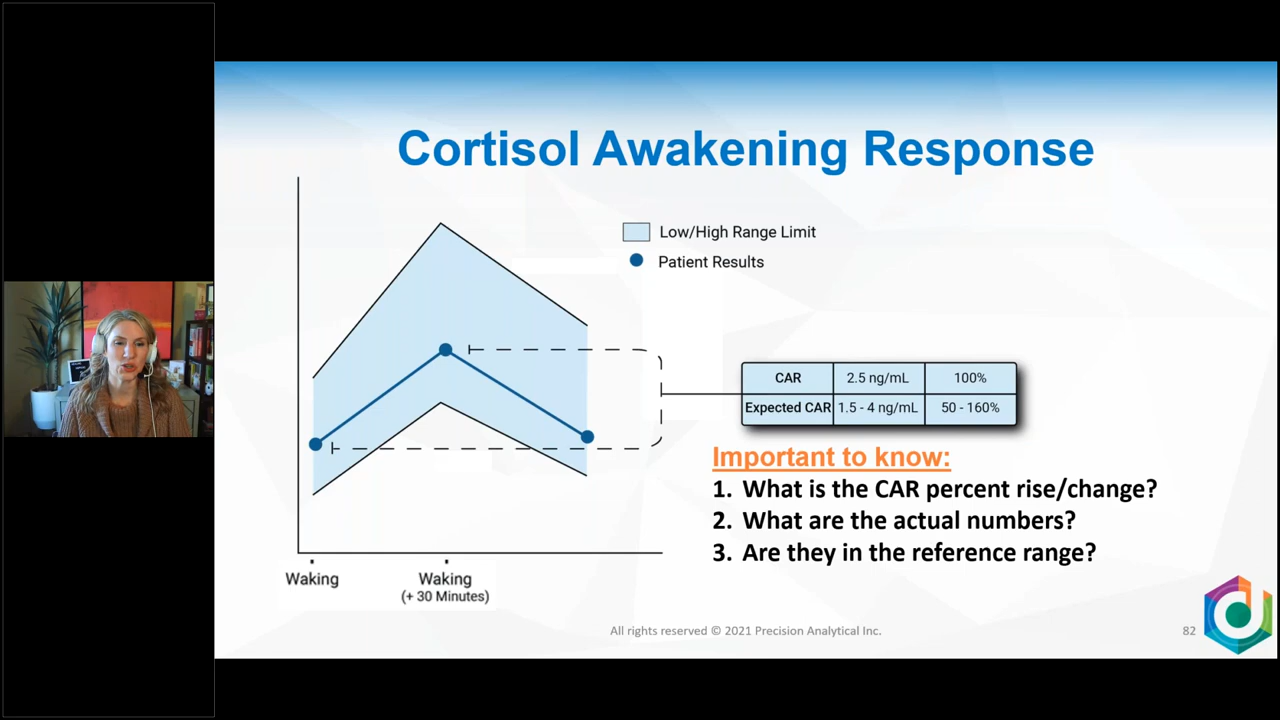 Cortisol Awakening Response
Low/High Range Limit
Patient Results
CAR 2.5 ng/mL 100%
Expected CAR 1.5 - 4 ng/mL 50 - 160%
Important to know:
1. What is the CAR percent rise/change?
2. What are the actual numbers?
3. Are they in the reference range?
Waking
Waking
(+ 30 Minutes)
All rights reserved © 2021 Precision Analytical Inc.
82